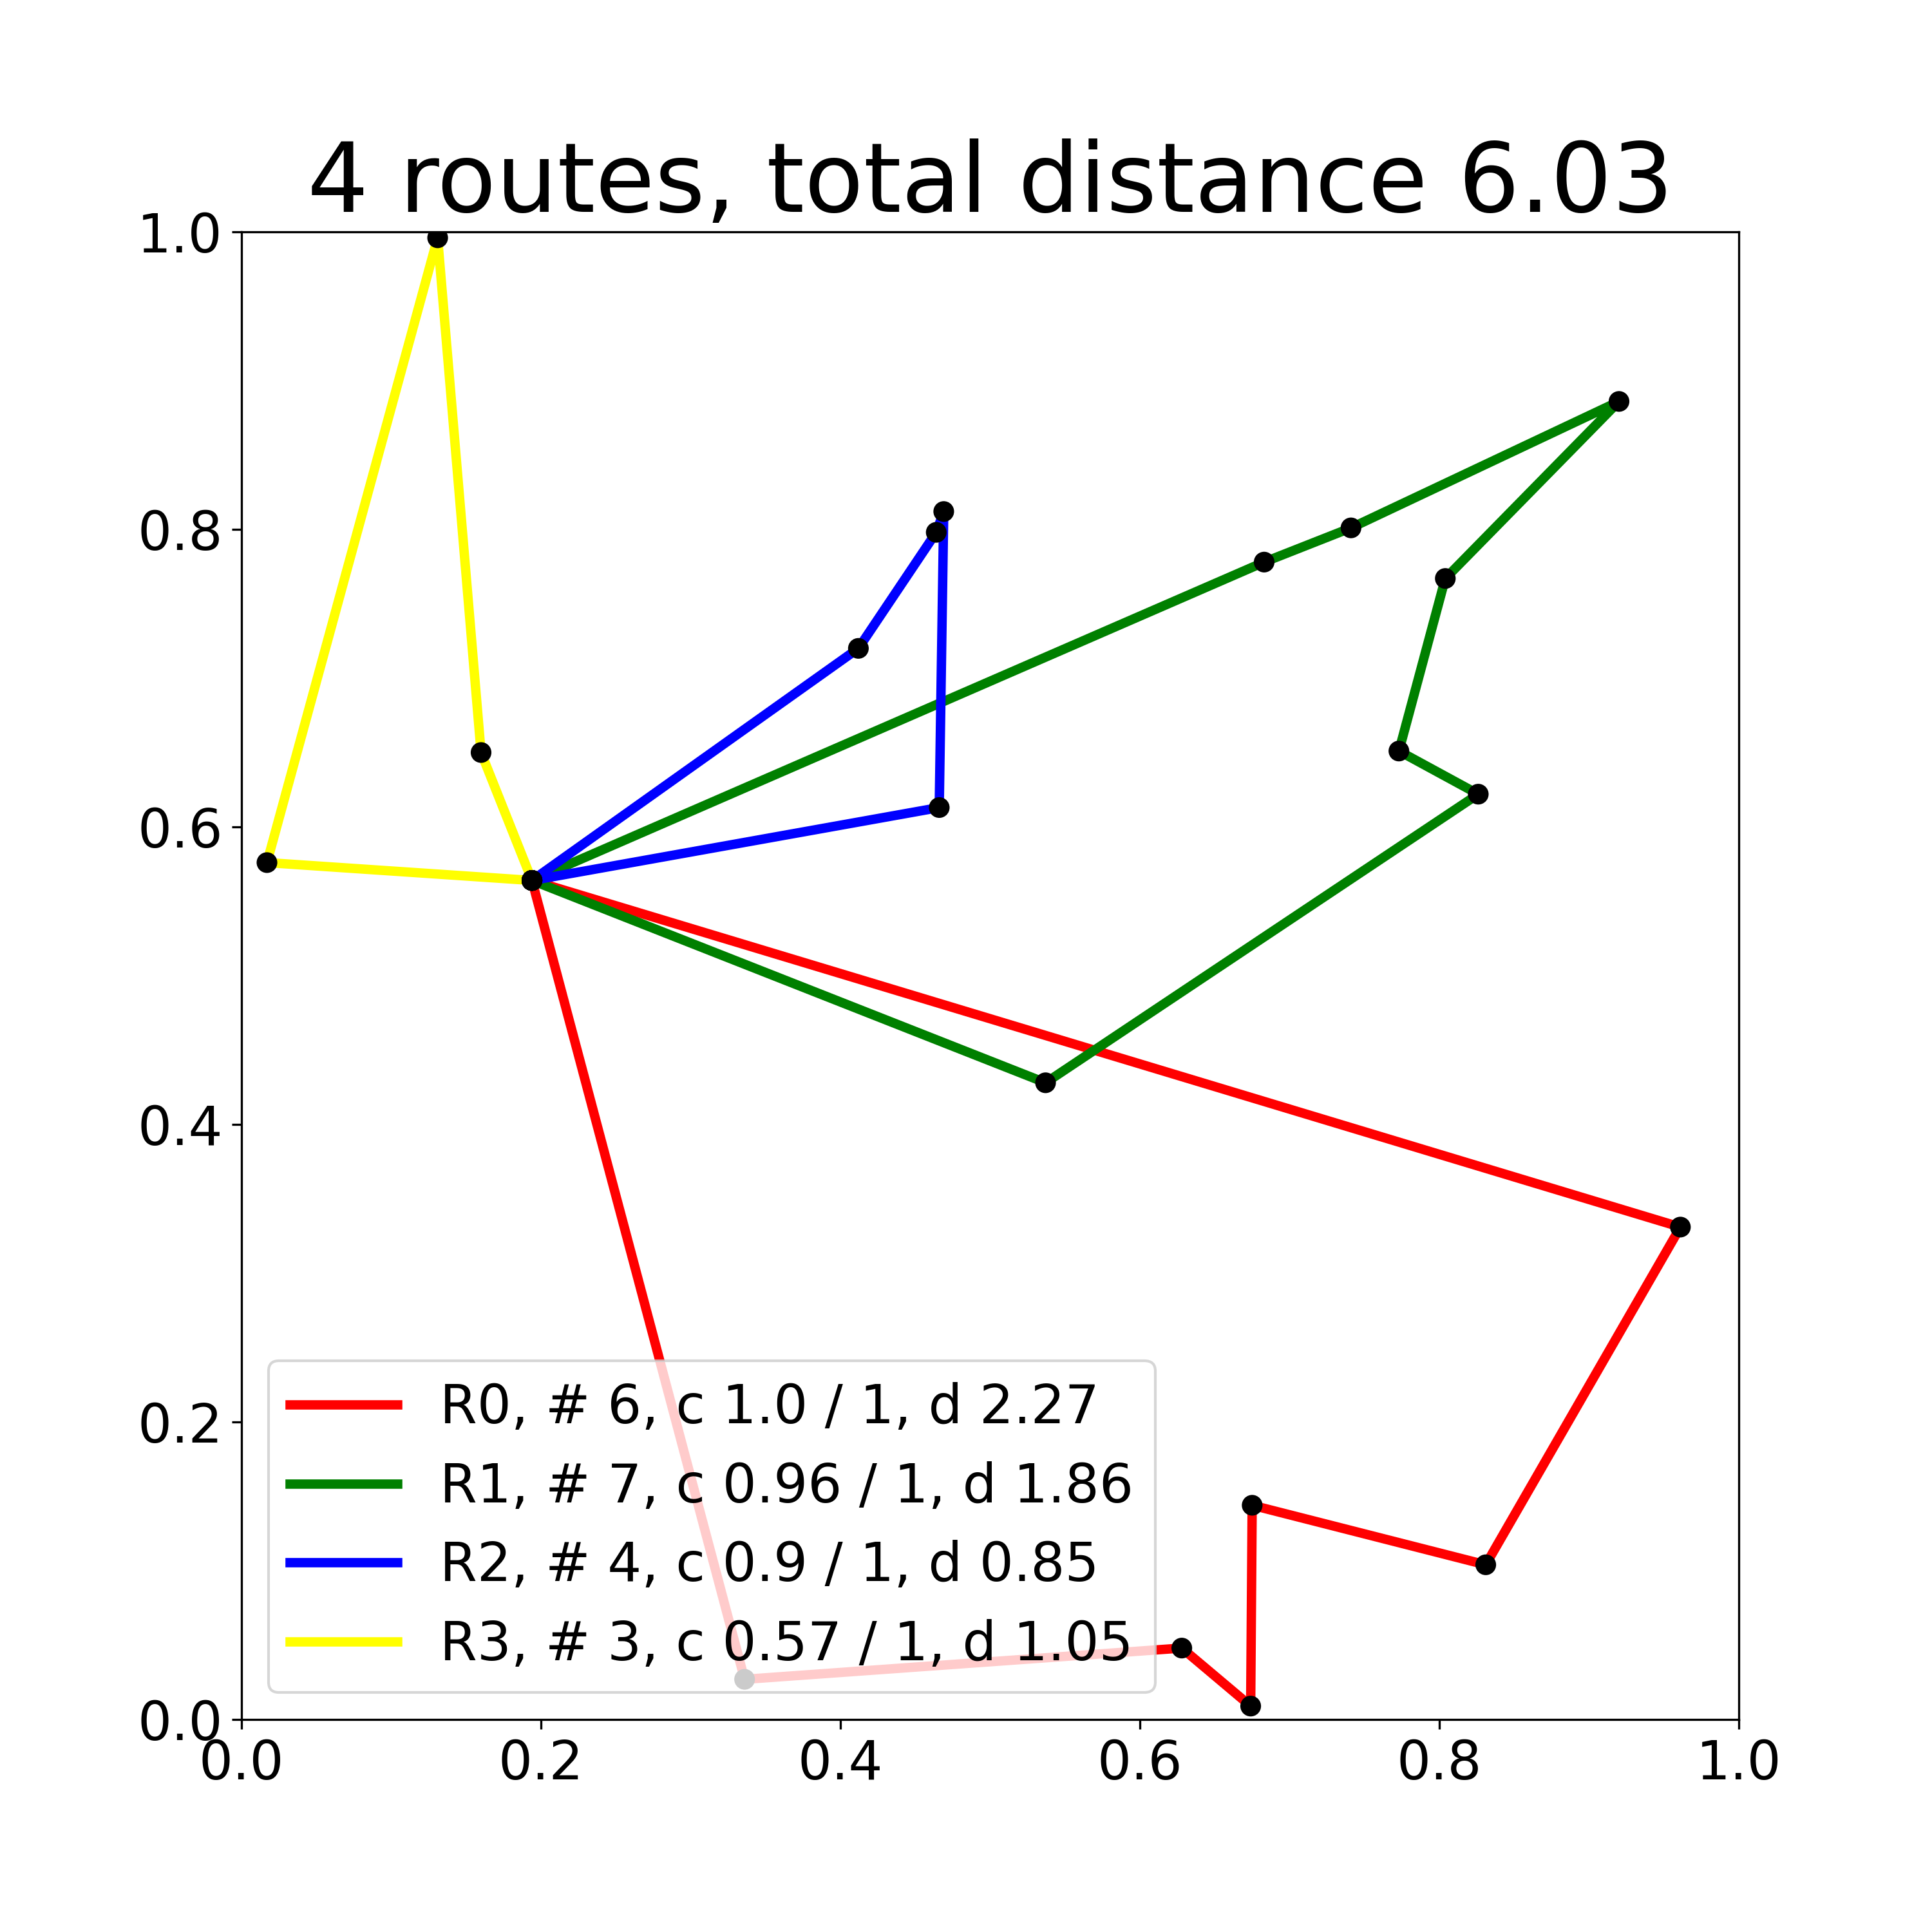 4 routes, total distance 6.03
1.0
0.8
0.6
0.4
0.2
0.0
R0, # 6, c 1.0 / 1, d 2.27
R1, # 7, c 0.96 / 1, d 1.86
R2, # 4, c 0.9 / 1, d 0.85
R3, # 3, c 0.57 / 1, d 1.05
0.0 0.2 0.4 0.6 0.8 1.0